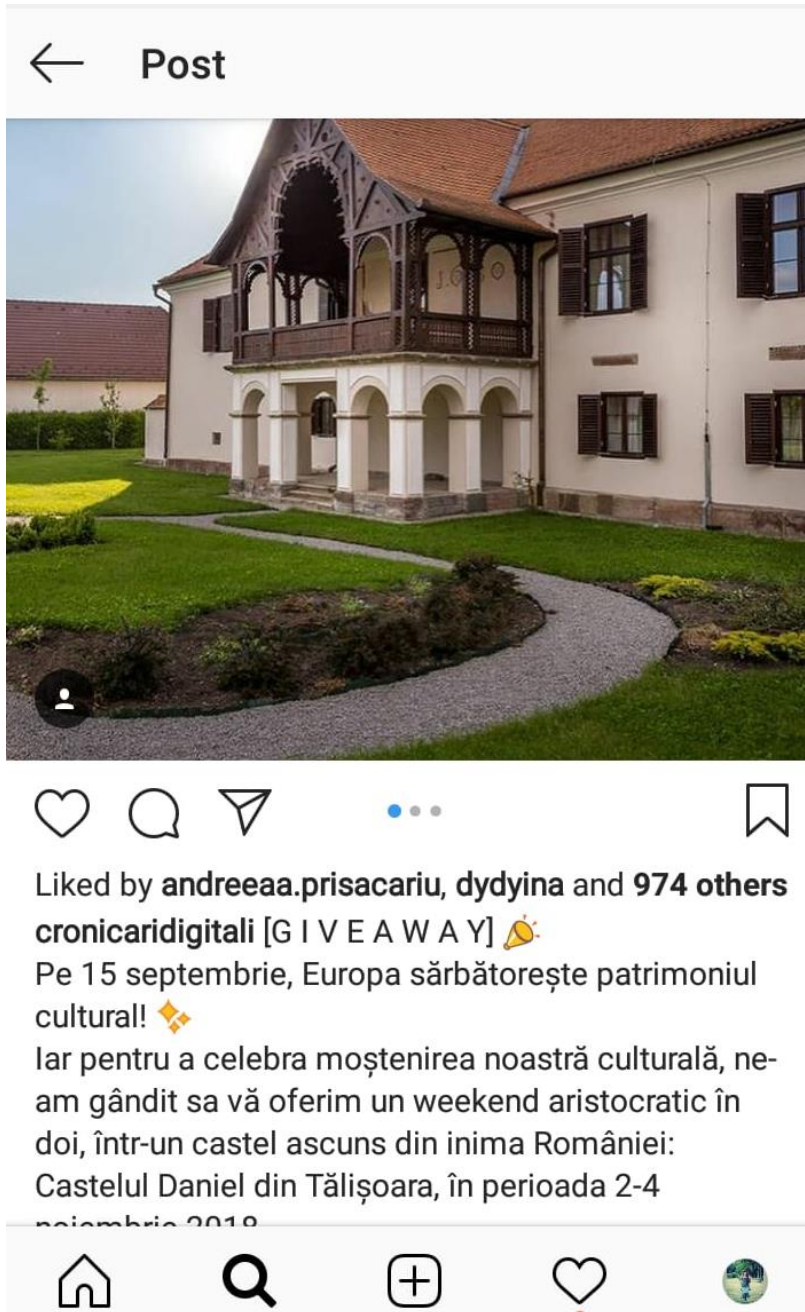 Post
Liked by andreeaa.prisacariu, dydyina and 974 others
cronicaridigitali [G I V E A W A Y]
Pe 15 septembrie, Europa sărbătorește patrimoniul
cultural!
Iar pentru a celebra moștenirea noastră culturală, ne-
am gândit sa vă oferim un weekend aristocratic în
doi, într-un castel ascuns din inima României:
Castelul Daniel din Tălișoara, în perioada 2-4
noiembrie 2018